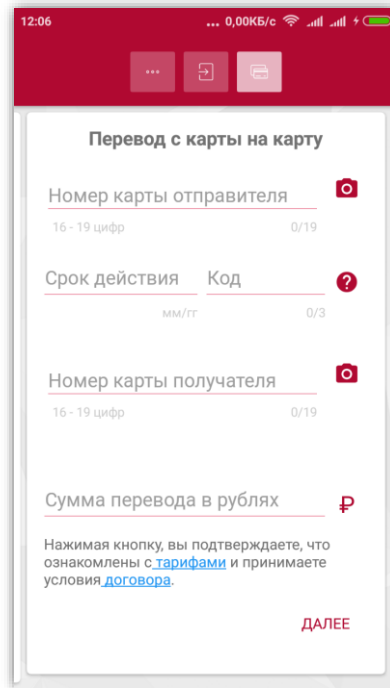 12:06 ... 0,00КБ/с
Перевод с карты на карту
Номер карты отправителя
16 - 19 цифр 0/19
Срок действия Код
мм/гг 0/3
Номер карты получателя
16 - 19 цифр 0/19
Сумма перевода в рублях ₽
Нажимая кнопку, вы подтверждаете, что
ознакомлены с тарифами и принимаете
условия договора.
ДАЛЕЕ